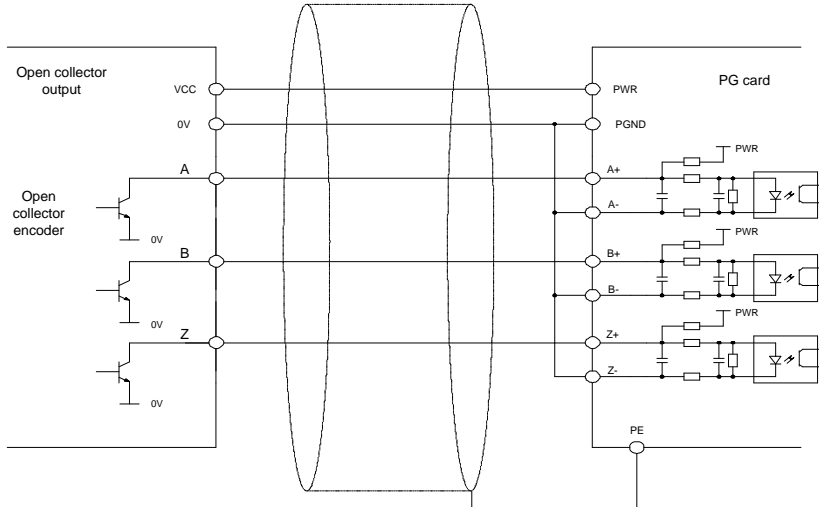 Open collector
output
PG card
VCC
PWR
0V
PGND
PWR
A
A+
Open
collector
encoder
A-
0V
PWR
B
B+
B-
0V
PWR
Z
Z+
Z-
0V
PE